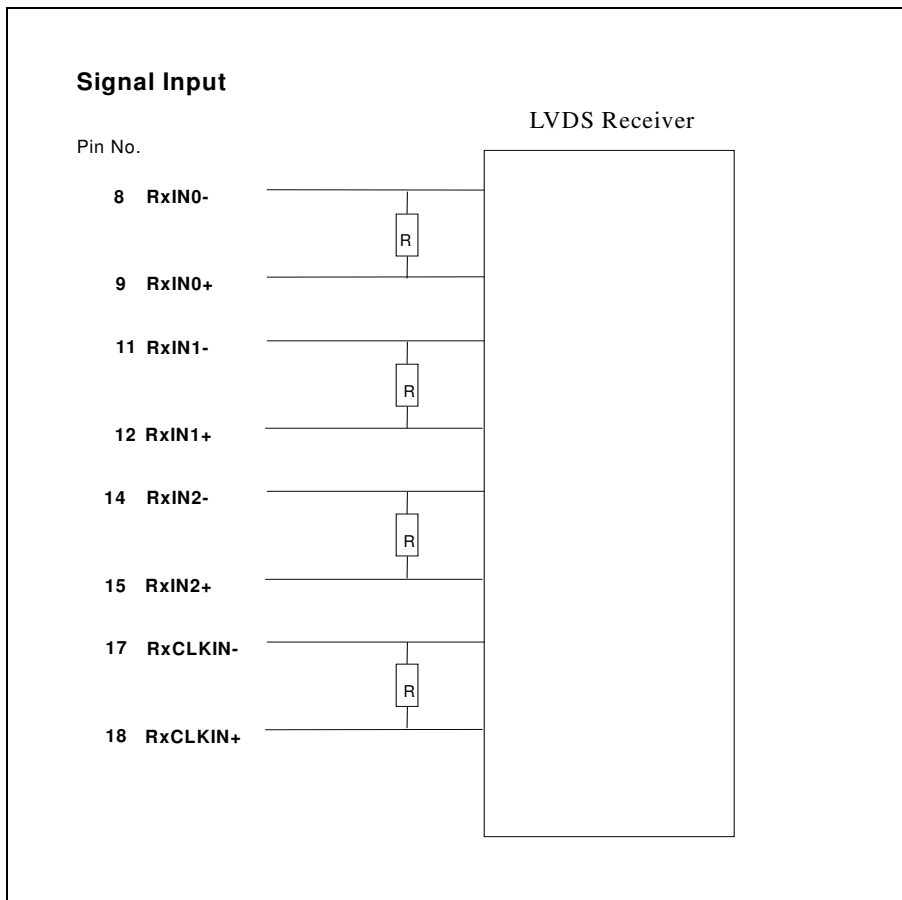 Signal Input
LVDS Receiver
Pin No.
8 RxIN0-
R
9 RxIN0+
11 RxIN1-
R
12 RxIN1+
14 RxIN2-
R
15 RxIN2+
17 RxCLKIN-
R
18 RxCLKIN+